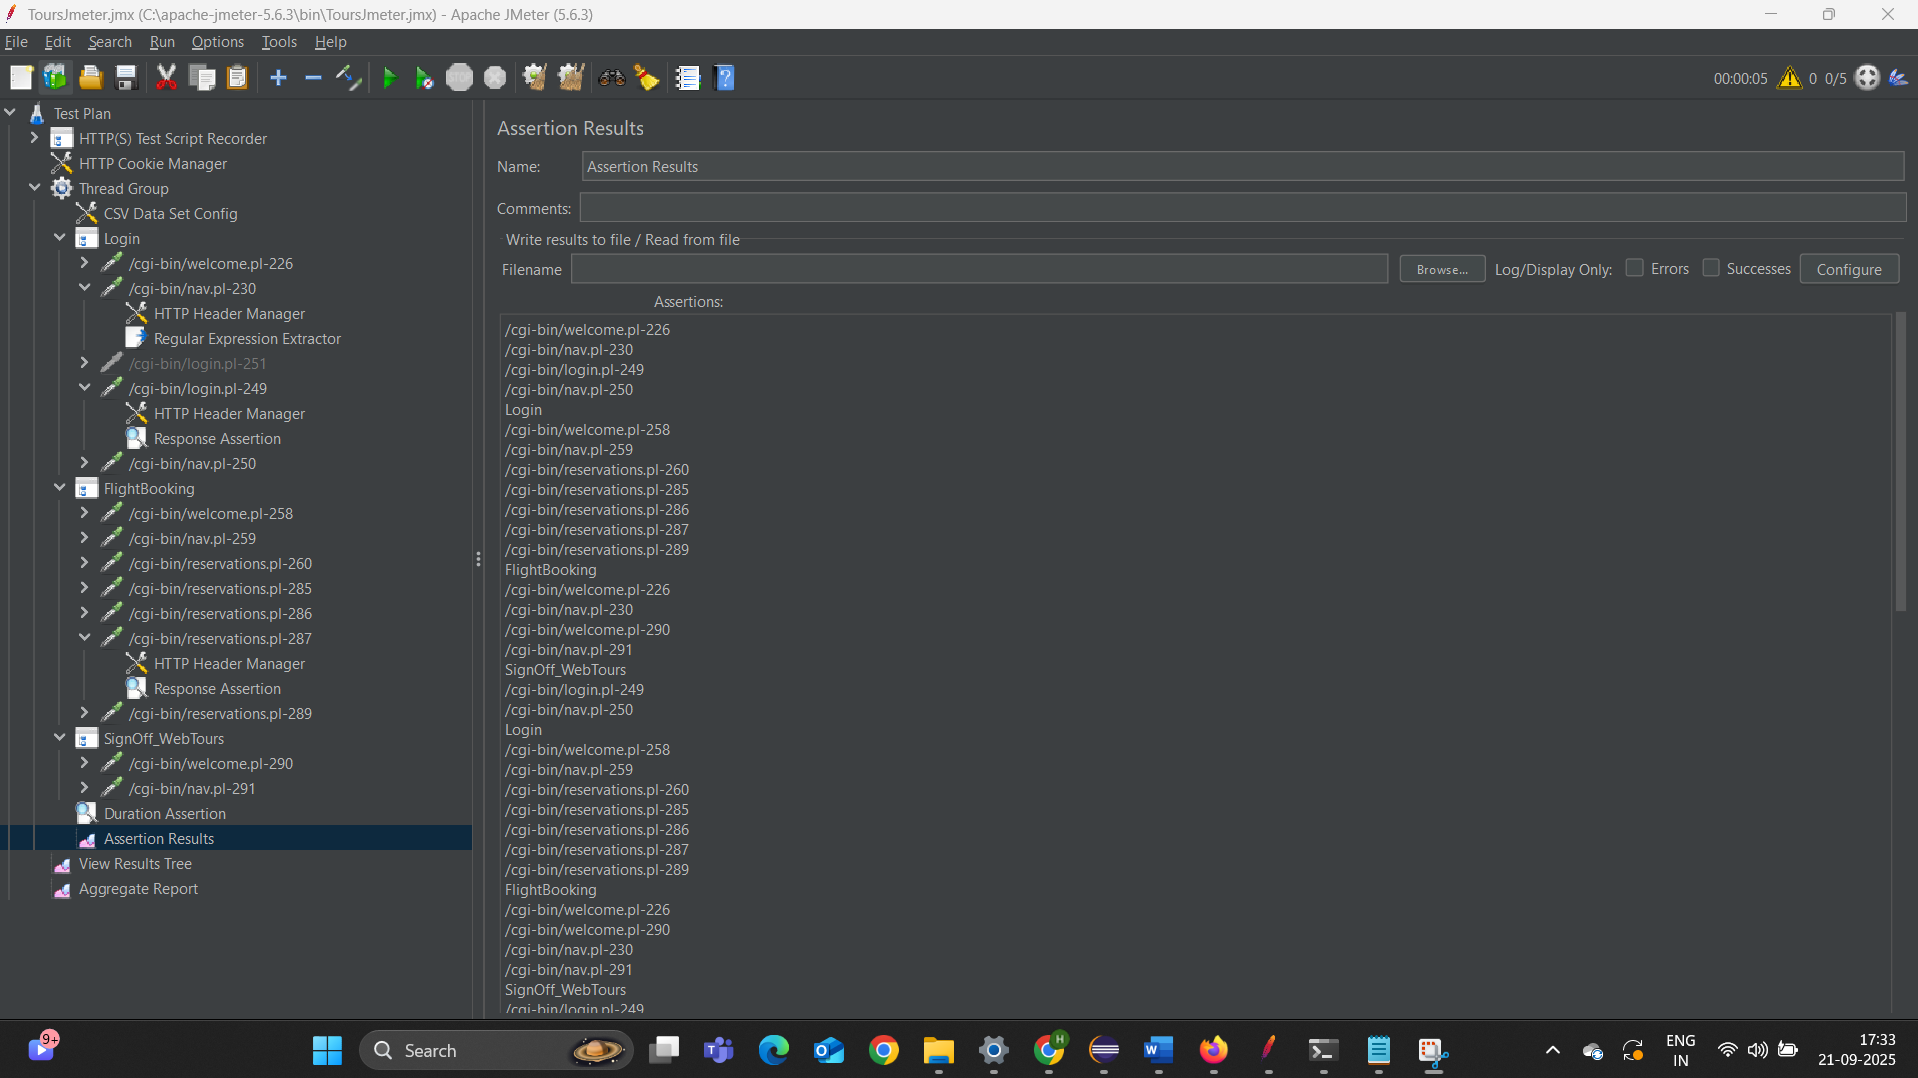 ToursJmeter.jmx (C:\apache-jmeter-5.6.3\bin\ToursJmeter.jmx) - Apache JMeter (5.6.3)
File Edit Search Run Options Tools Help
STOP
00:00:05 0 0/5
Test Plan
HTTP(S) Test Script Recorder
HTTP Cookie Manager
Thread Group
CSV Data Set Config
Login
/cgi-bin/welcome.pl-226
/cgi-bin/nav.pl-230
HTTP Header Manager
Regular Expression Extractor
/cgi-bin/login.pl-251
/cgi-bin/login.pl-249
HTTP Header Manager
Response Assertion
/cgi-bin/nav.pl-250
FlightBooking
/cgi-bin/welcome.pl-258
/cgi-bin/nav.pl-259
/cgi-bin/reservations.pl-260
/cgi-bin/reservations.pl-285
/cgi-bin/reservations.pl-286
/cgi-bin/reservations.pl-287
HTTP Header Manager
Response Assertion
/cgi-bin/reservations.pl-289
SignOff_WebTours
/cgi-bin/welcome.pl-290
/cgi-bin/nav.pl-291
Duration Assertion
Assertion Results
View Results Tree
Aggregate Report
Assertion Results
Name: Assertion Results
Comments:
Write results to file / Read from file
Filename Browse... Log/Display Only: Errors Successes Configure
Assertions:
/cgi-bin/welcome.pl-226
/cgi-bin/nav.pl-230
/cgi-bin/login.pl-249
/cgi-bin/nav.pl-250
Login
/cgi-bin/welcome.pl-258
/cgi-bin/nav.pl-259
/cgi-bin/reservations.pl-260
/cgi-bin/reservations.pl-285
/cgi-bin/reservations.pl-286
/cgi-bin/reservations.pl-287
/cgi-bin/reservations.pl-289
FlightBooking
/cgi-bin/welcome.pl-226
/cgi-bin/nav.pl-230
/cgi-bin/welcome.pl-290
/cgi-bin/nav.pl-291
SignOff_WebTours
/cgi-bin/login.pl-249
/cgi-bin/nav.pl-250
Login
/cgi-bin/welcome.pl-258
/cgi-bin/nav.pl-259
/cgi-bin/reservations.pl-260
/cgi-bin/reservations.pl-285
/cgi-bin/reservations.pl-286
/cgi-bin/reservations.pl-287
/cgi-bin/reservations.pl-289
FlightBooking
/cgi-bin/welcome.pl-226
/cgi-bin/welcome.pl-290
/cgi-bin/nav.pl-230
/cgi-bin/nav.pl-291
SignOff_WebTours
/cgi-bin/login.pl-249
9+
Search
H
ENG
IN
17:33
21-09-2025